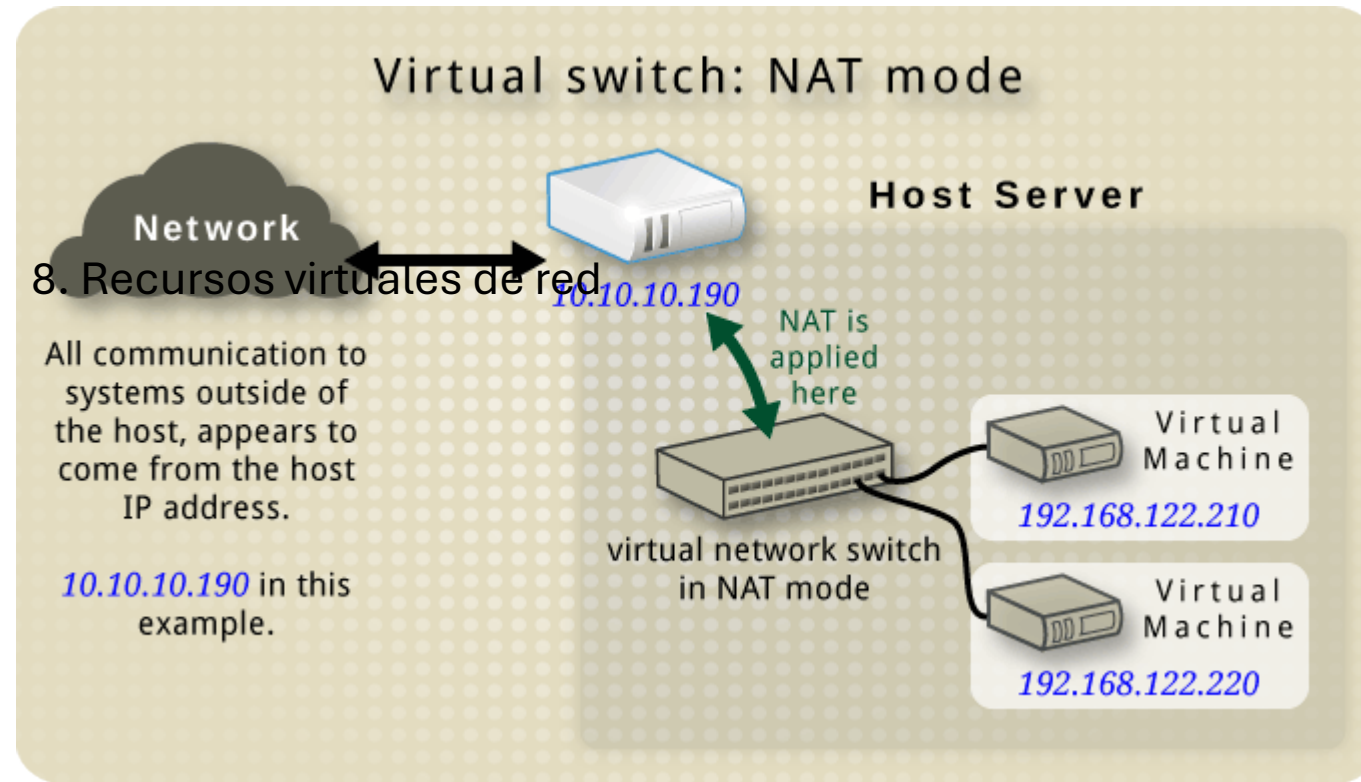 Virtual switch: NAT mode
Host Server
Network
8. Recursos virtuales de red
10.10.10.190
NAT is
applied
here
All communication to
systems outside of
the host, appears to
come from the host
IP address.
10.10.10.190 in this
example.
virtual network switch
in NAT mode
Virtual
Machine
192.168.122.210
Virtual
Machine
192.168.122.220